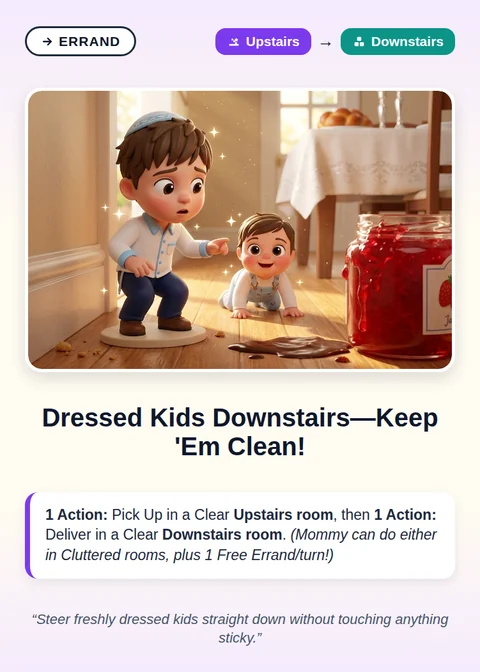 → ERRAND
Upstairs → Downstairs
Dressed Kids Downstairs—Keep
'Em Clean!
1 Action: Pick Up in a Clear Upstairs room, then 1 Action:
Deliver in a Clear Downstairs room. (Mommy can do either
in Cluttered rooms, plus 1 Free Errand/turn!)
“Steer freshly dressed kids straight down without touching anything
sticky.”